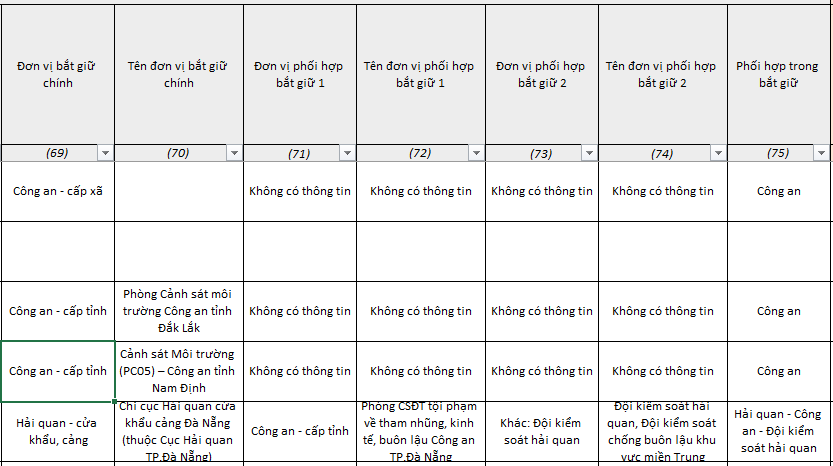 Đơn vị bắt giữ
chính
Tên đơn vị bắt giữ
chính
Đơn vị phối hợp
bắt giữ 1
Tên đơn vị phối hợp
bắt giữ 1
Đơn vị phối hợp
bắt giữ 2
Tên đơn vị phối hợp
bắt giữ 2
Phối hợp trong
bắt giữ
(69)
(70)
(71)
(72)
(73)
(74)
(75)
Công an - cấp xã
Không có thông tin
Không có thông tin
Không có thông tin
Không có thông tin
Công an
Công an - cấp tỉnh
Phòng Cảnh sát môi
trường Công an tỉnh
Đắk Lắk
Không có thông tin
Không có thông tin
Không có thông tin
Không có thông tin
Công an
Công an - cấp tỉnh
Cảnh sát Môi trường
(PC05) – Công an tỉnh
Nam Định
Không có thông tin
Không có thông tin
Không có thông tin
Không có thông tin
Công an
Hải quan - cửa
khẩu, cảng
Chi cục Hải quan cửa
khẩu cảng Đà Nẵng
(thuộc Cục Hải quan
TP.Đà Nẵng)
Công an - cấp tỉnh
Phòng CSĐT tội phạm
về tham nhũng, kinh
tế, buôn lậu Công an
TP.Đà Nẵng
Khác: Đội kiểm
soát hải quan
Đội kiểm soát hải
quan, Đội kiểm soát
chống buôn lậu khu
vực miền Trung
Hải quan - Công
an - Đội kiểm
soát hải quan